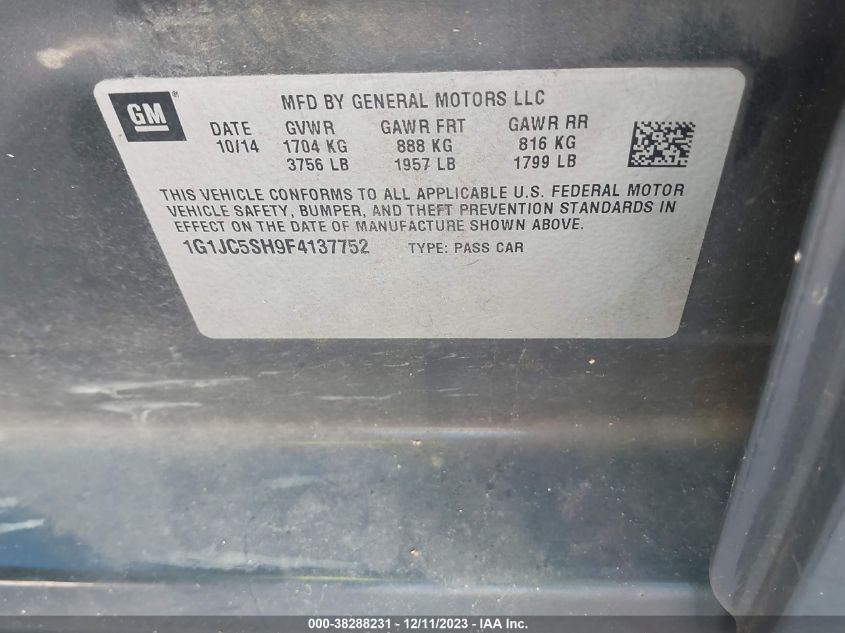 GM ®
MFD BY GENERAL MOTORS LLC
DATE GVWR GAWR FRT GAWR RR
10/14 1704 KG 888 KG 816 KG
3756 LB 1957 LB 1799 LB
THIS VEHICLE CONFORMS TO ALL APPLICABLE U.S. FEDERAL MOTOR
VEHICLE SAFETY, BUMPER, AND THEFT PREVENTION STANDARDS IN
EFFECT ON THE DATE OF MANUFACTURE SHOWN ABOVE.
1G1JC5SH9F4137752 TYPE: PASS CAR
000-38288231 - 12/11/2023 - IAA Inc.